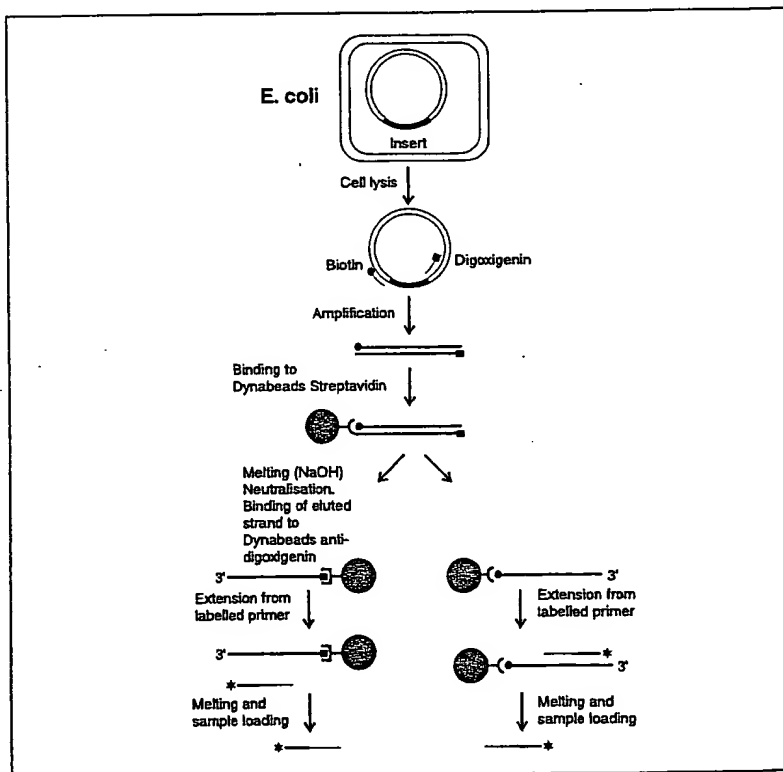 E. coli
Insert
Cell lysis
Biotin
Digoxigenin
Amplification
Binding to
Dynabeads Streptavidin
Melting (NaOH)
Neutralisation.
Binding of eluted
strand to
Dynabeads anti-
digoxigenin
3'
3'
Extension from
labelled primer
Extension from
labelled primer
3'
*
*
3'
Melting and
sample loading
Melting and
sample loading
*
*